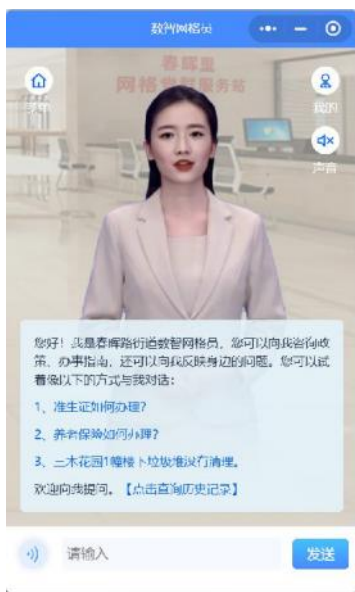 数智网格员
春晖里
网格党群服务站
我的
声音
您好！我是春晖路街道数智网格员，您可以向我咨询政
策、办事指南，还可以向我反映身边的问题。您可以试
着像以下的方式与我对话：
1、准生证如何办理?
2、养老保险如何办理?
3、三木花园1幢楼下垃圾堆没有清理。
欢迎向我提问。【点击查询历史记录】
请输入
发送